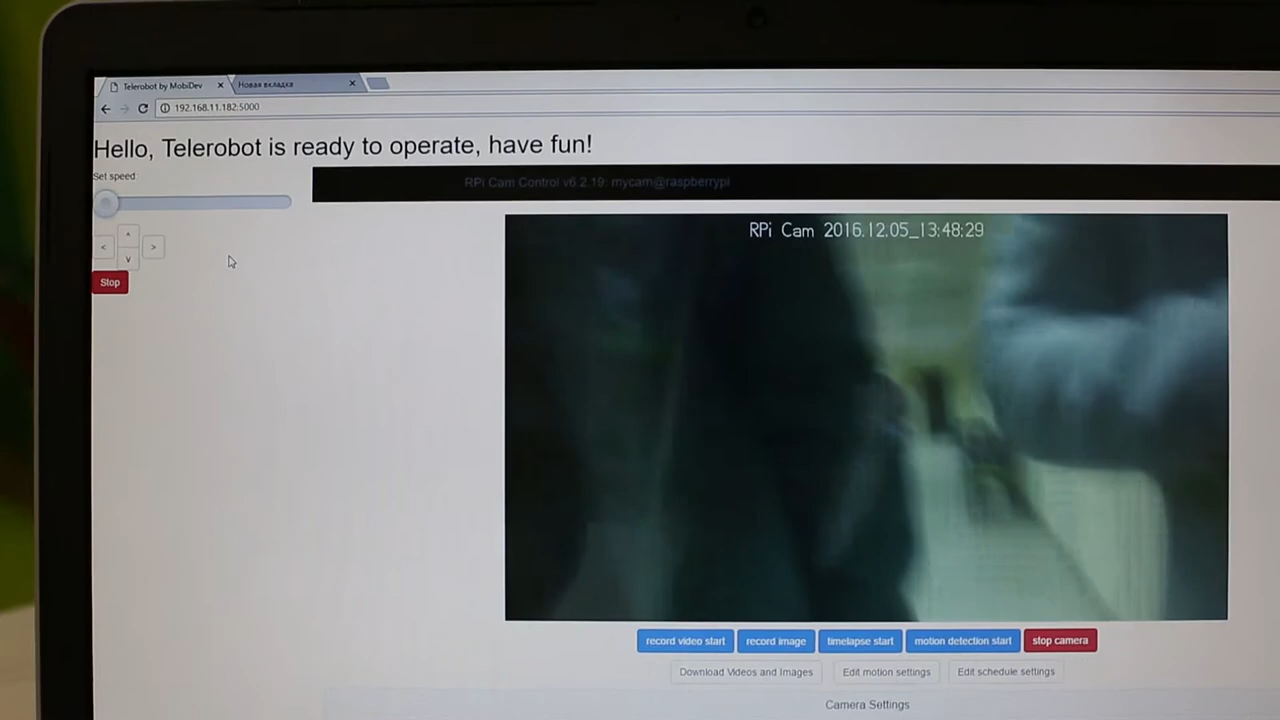 Telerobot by MobiDev
Новая вкладка
192.168.11.182:5000
Hello, Telerobot is ready to operate, have fun!
Set speed:
RPi Cam Control v6.2.19: mycam@raspberrypi
RPi Cam 2016.12.05_13:48:29
< ^ v >
Stop
record video start record image timelapse start motion detection start stop camera
Download Videos and Images Edit motion settings Edit schedule settings
Camera Settings